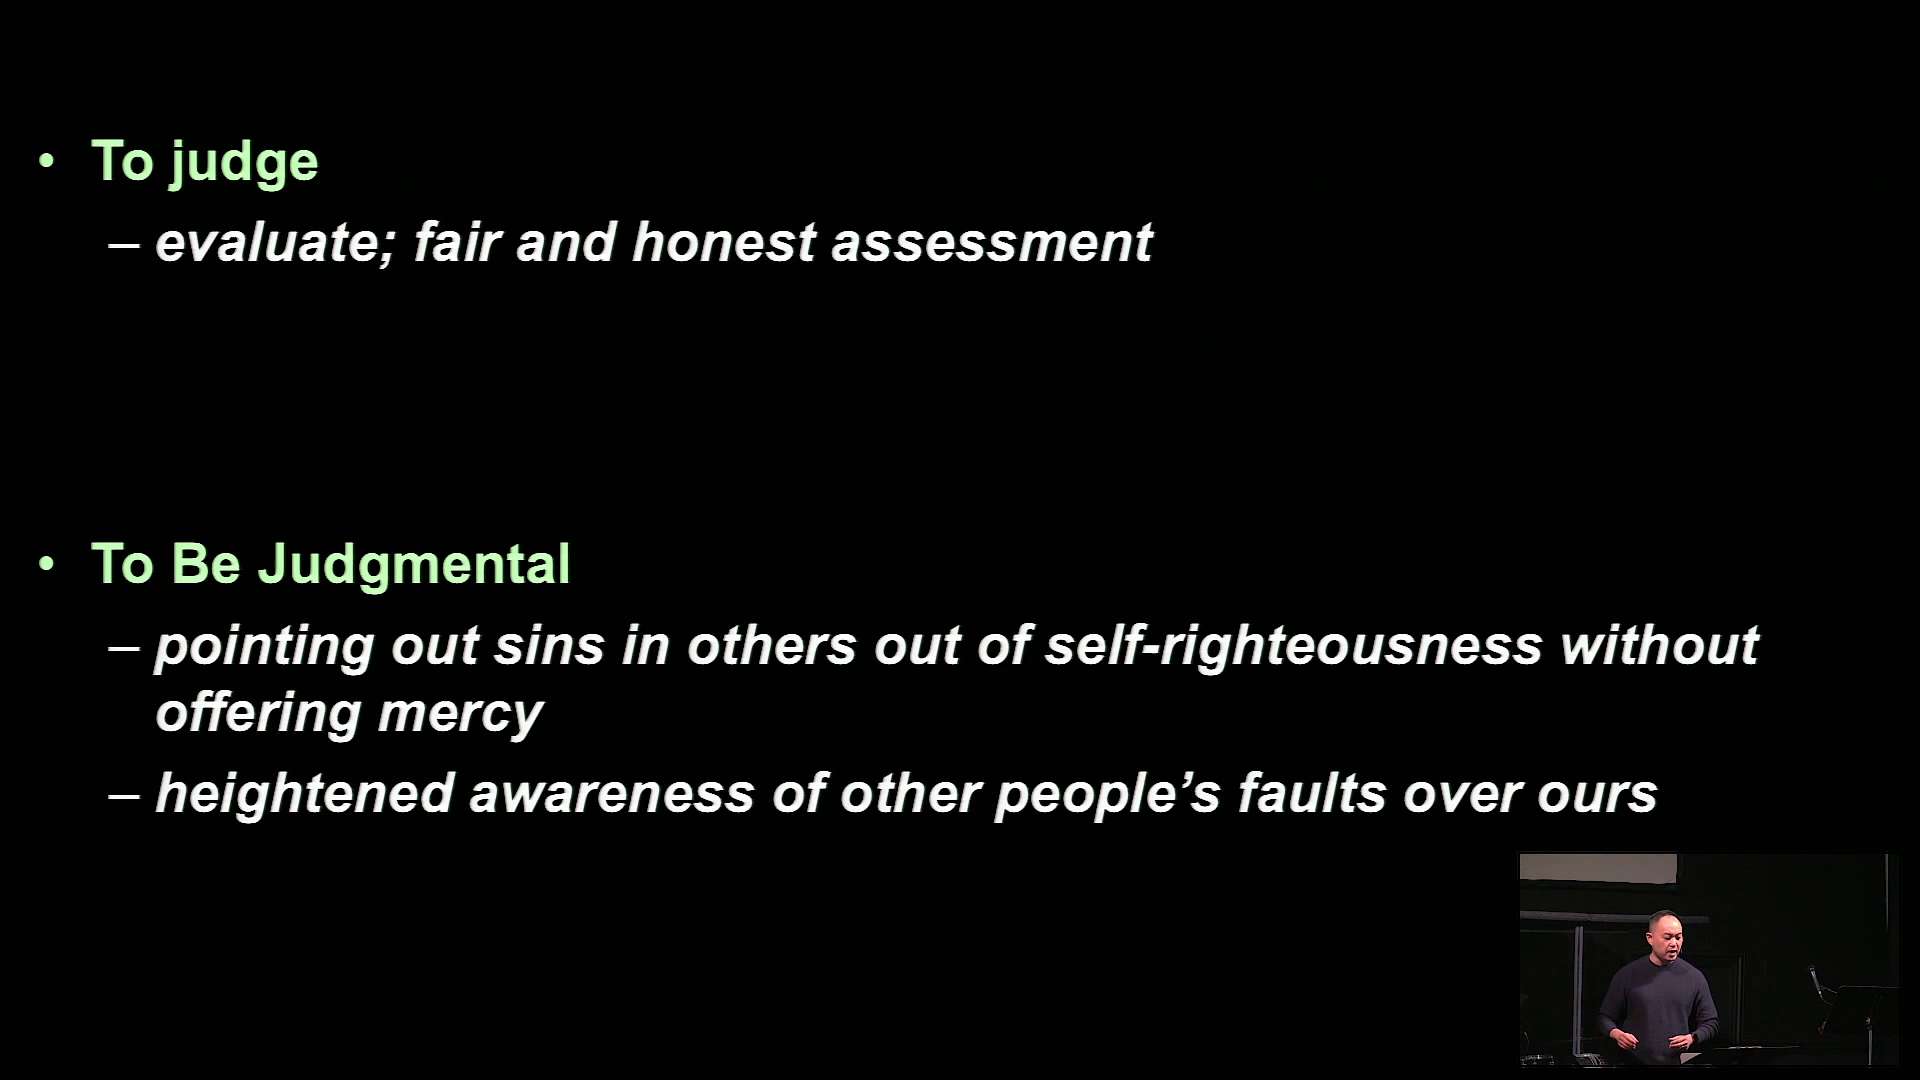 • To judge
– evaluate; fair and honest assessment
• To Be Judgmental
– pointing out sins in others out of self-righteousness without
offering mercy
– heightened awareness of other people’s faults over ours